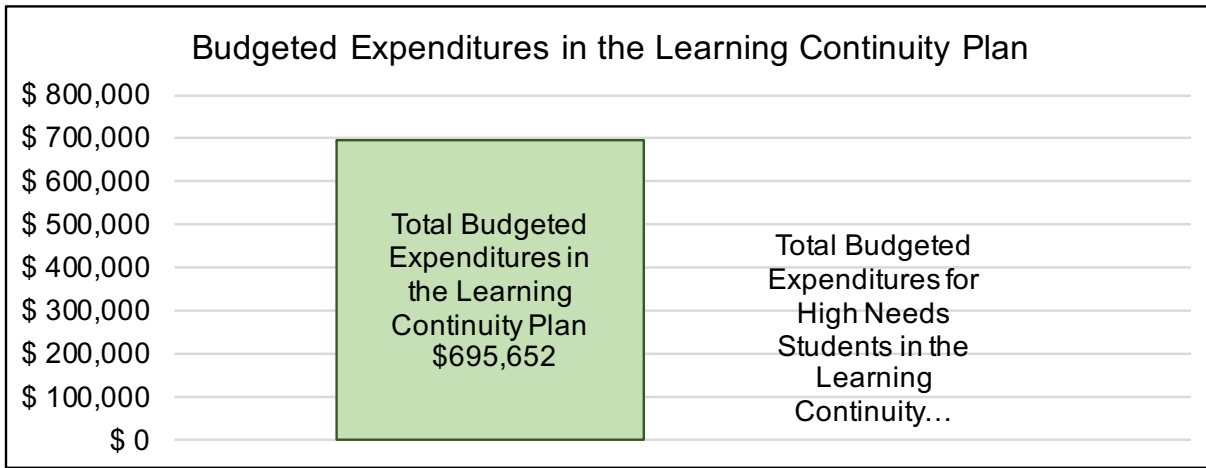 Budgeted Expenditures in the Learning Continuity Plan
$ 800,000
$ 700,000
$ 600,000
$ 500,000
$ 400,000
$ 300,000
$ 200,000
$ 100,000
$ 0
Total Budgeted
Expenditures in
the Learning
Continuity Plan
$695,652
Total Budgeted
Expenditures for
High Needs
Students in the
Learning
Continuity…